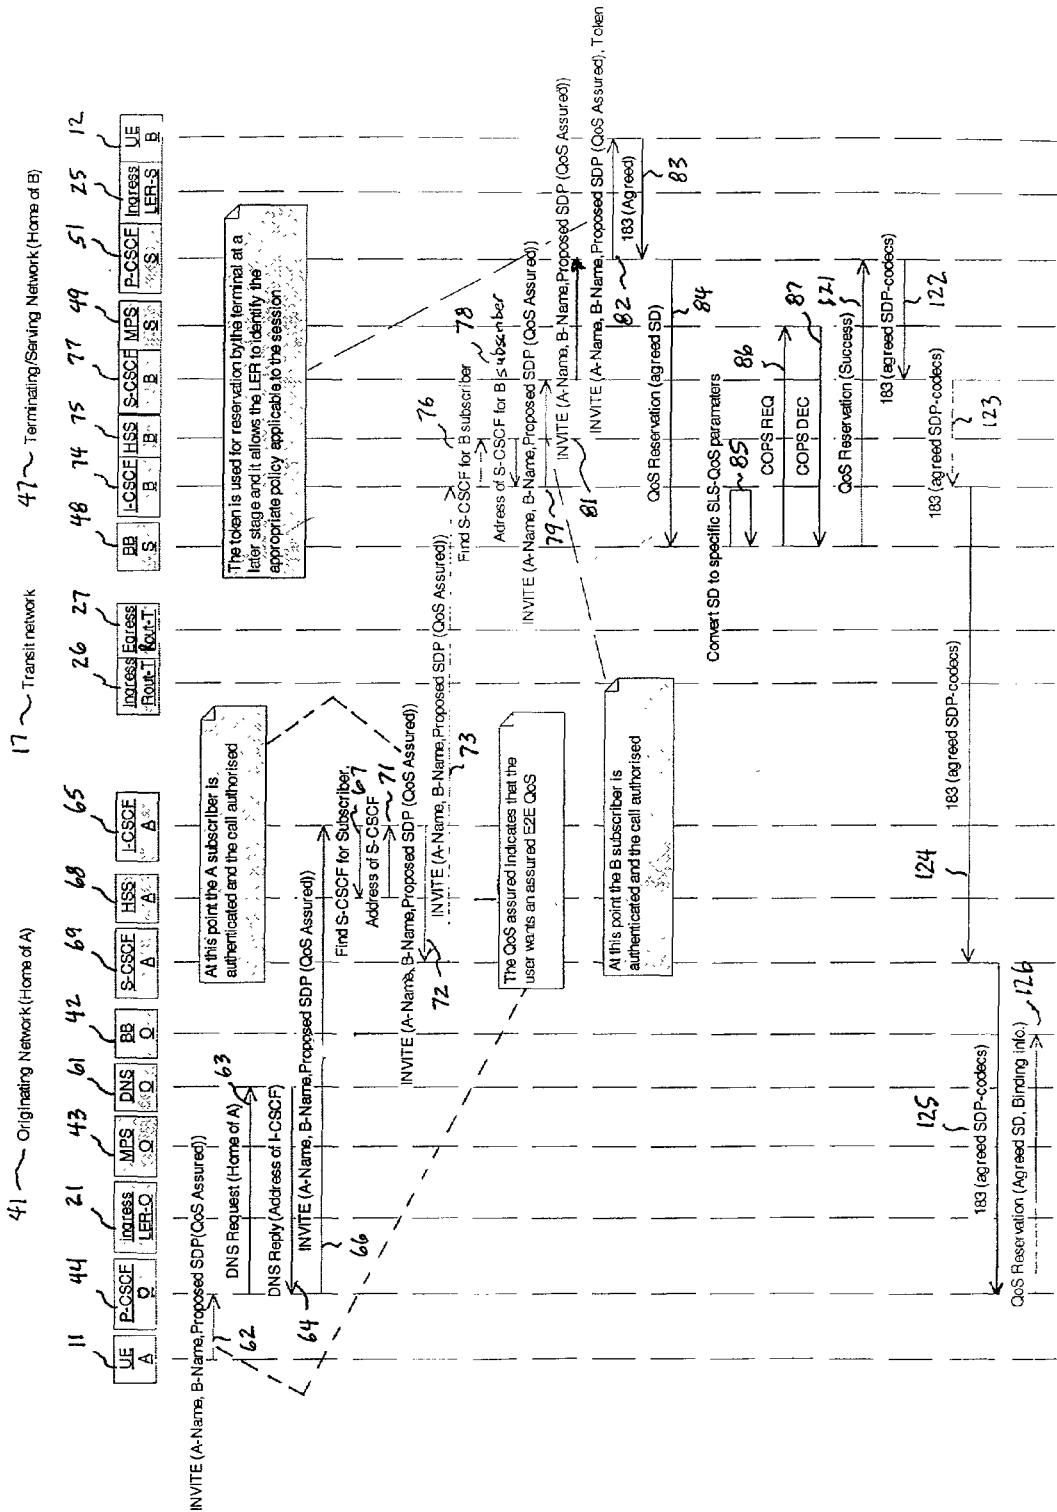 41 Originating Network (Home of A)
17 Transit network
47 Terminating/Serving Network (Home of B)
11
44
21
43
61
42
69
68
65
26
27
48
74
75
77
49
51
25
12
UE
A
P-CSCF
O
Ingress
LER-O
MPS
O
DNS
O
BB
O
S-CSCF
A
HSS
A
I-CSCF
A
Ingress
Rout-T
Egress
Rout-T
BB
S
I-CSCF
B
HSS
B
S-CSCF
B
MPS
S
P-CSCF
S
Ingress
LER-S
UE
B
INVITE (A-Name, B-Name,Proposed SDP(QoS Assured))
62
DNS Request (Home of A)
63
DNS Reply (Address of I-CSCF)
64
INVITE (A-Name, B-Name,Proposed SDP (QoS Assured))
66
At this point the A subscriber is
authenticated and the call authorised
Find S-CSCF for Subscriber,
67
Address of S-CSCF
71
INVITE (A-Name, B-Name,Proposed SDP (QoS Assured))
72
INVITE (A-Name, B-Name,Proposed SDP (QoS Assured))
73
The token is used for reservation by the terminal at a
later stage and it allows the LER to identify the
appropriate policy applicable to the session.
76
Find S-CSCF for B subscriber
78
Adress of S-CSCF for B subscriber
INVITE (A-Name, B-Name,Proposed SDP (QoS Assured))
79
INVITE (A-Name, B-Name,Proposed SDP (QoS Assured))
81
INVITE (A-Name, B-Name,Proposed SDP (QoS Assured), Token
82
183 (Agreed)
83
The QoS assured indicates that the
user wants an assured E2E QoS
At this point the B subscriber is
authenticated and the call authorised
QoS Reservation (agreed SD)
84
Convert SD to specific SLS-QoS paramaters
85
COPS REQ
86
COPS DEC
87
QoS Reservation (Success)
121
183 (agreed SDP-codecs)
122
183 (agreed SDP-codecs)
123
183 (agreed SDP-codecs)
124
183 (agreed SDP-codecs)
125
QoS Reservation (Agreed SD, Binding info.)
126